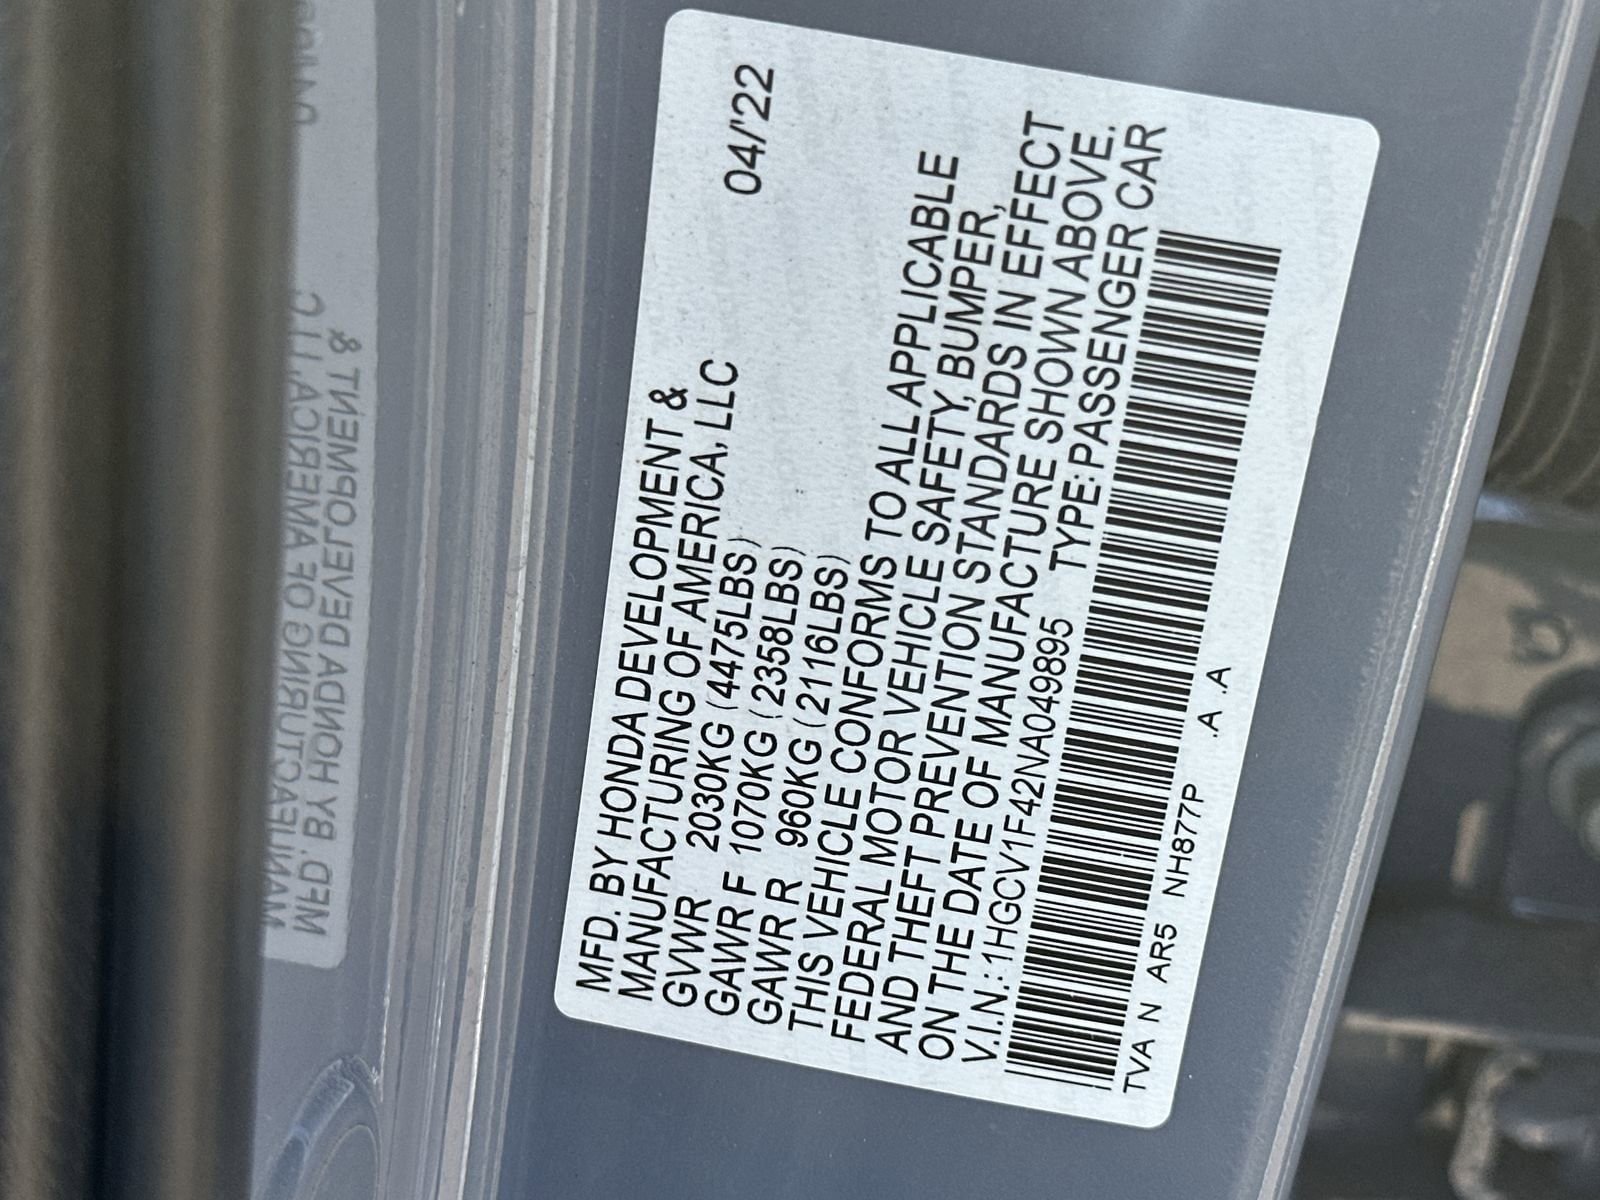 MFD. BY HONDA DEVELOPMENT & 04/'22
MANUFACTURING OF AMERICA, LLC
GVWR 2030KG (4475LBS)
GAWR F 1070KG (2358LBS)
GAWR R 960KG (2116LBS)
THIS VEHICLE CONFORMS TO ALL APPLICABLE
FEDERAL MOTOR VEHICLE SAFETY, BUMPER,
AND THEFT PREVENTION STANDARDS IN EFFECT
ON THE DATE OF MANUFACTURE SHOWN ABOVE.
V.I.N.: 1HGCV1F42NA049895 TYPE: PASSENGER CAR
TVA N AR5 NH877P .A .A
MFD. BY HONDA DEVELOPMENT &
MANUFACTURING OF AMERICA, LLC